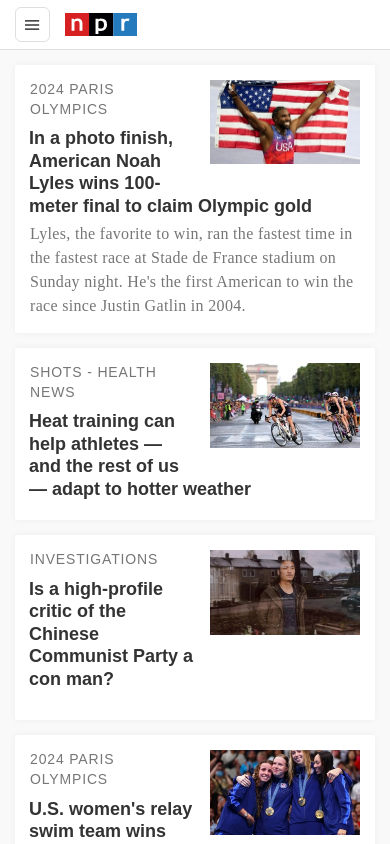 npr
2024 PARIS
OLYMPICS
In a photo finish,
American Noah
Lyles wins 100-
meter final to claim Olympic gold
Lyles, the favorite to win, ran the fastest time in
the fastest race at Stade de France stadium on
Sunday night. He's the first American to win the
race since Justin Gatlin in 2004.
USA
SHOTS - HEALTH
NEWS
Heat training can
help athletes —
and the rest of us
— adapt to hotter weather
INVESTIGATIONS
Is a high-profile
critic of the
Chinese
Communist Party a
con man?
2024 PARIS
OLYMPICS
U.S. women's relay
swim team wins